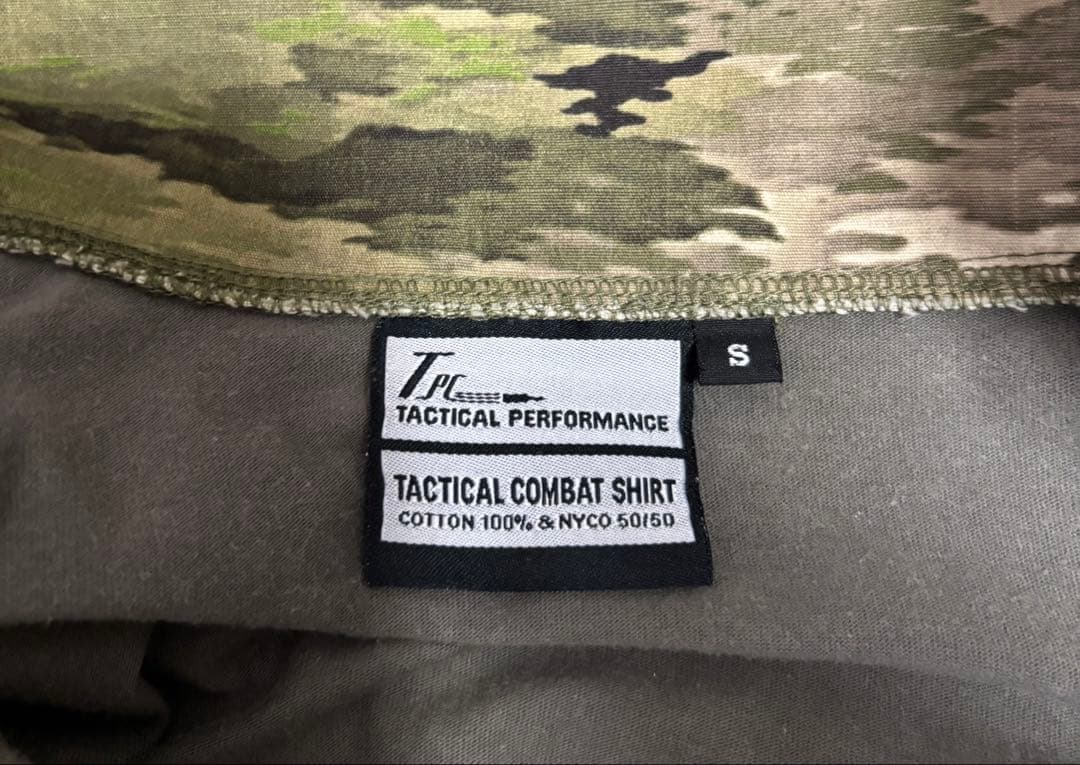 TPC
TACTICAL PERFORMANCE
S
TACTICAL COMBAT SHIRT
COTTON 100% & NYCO 50/50